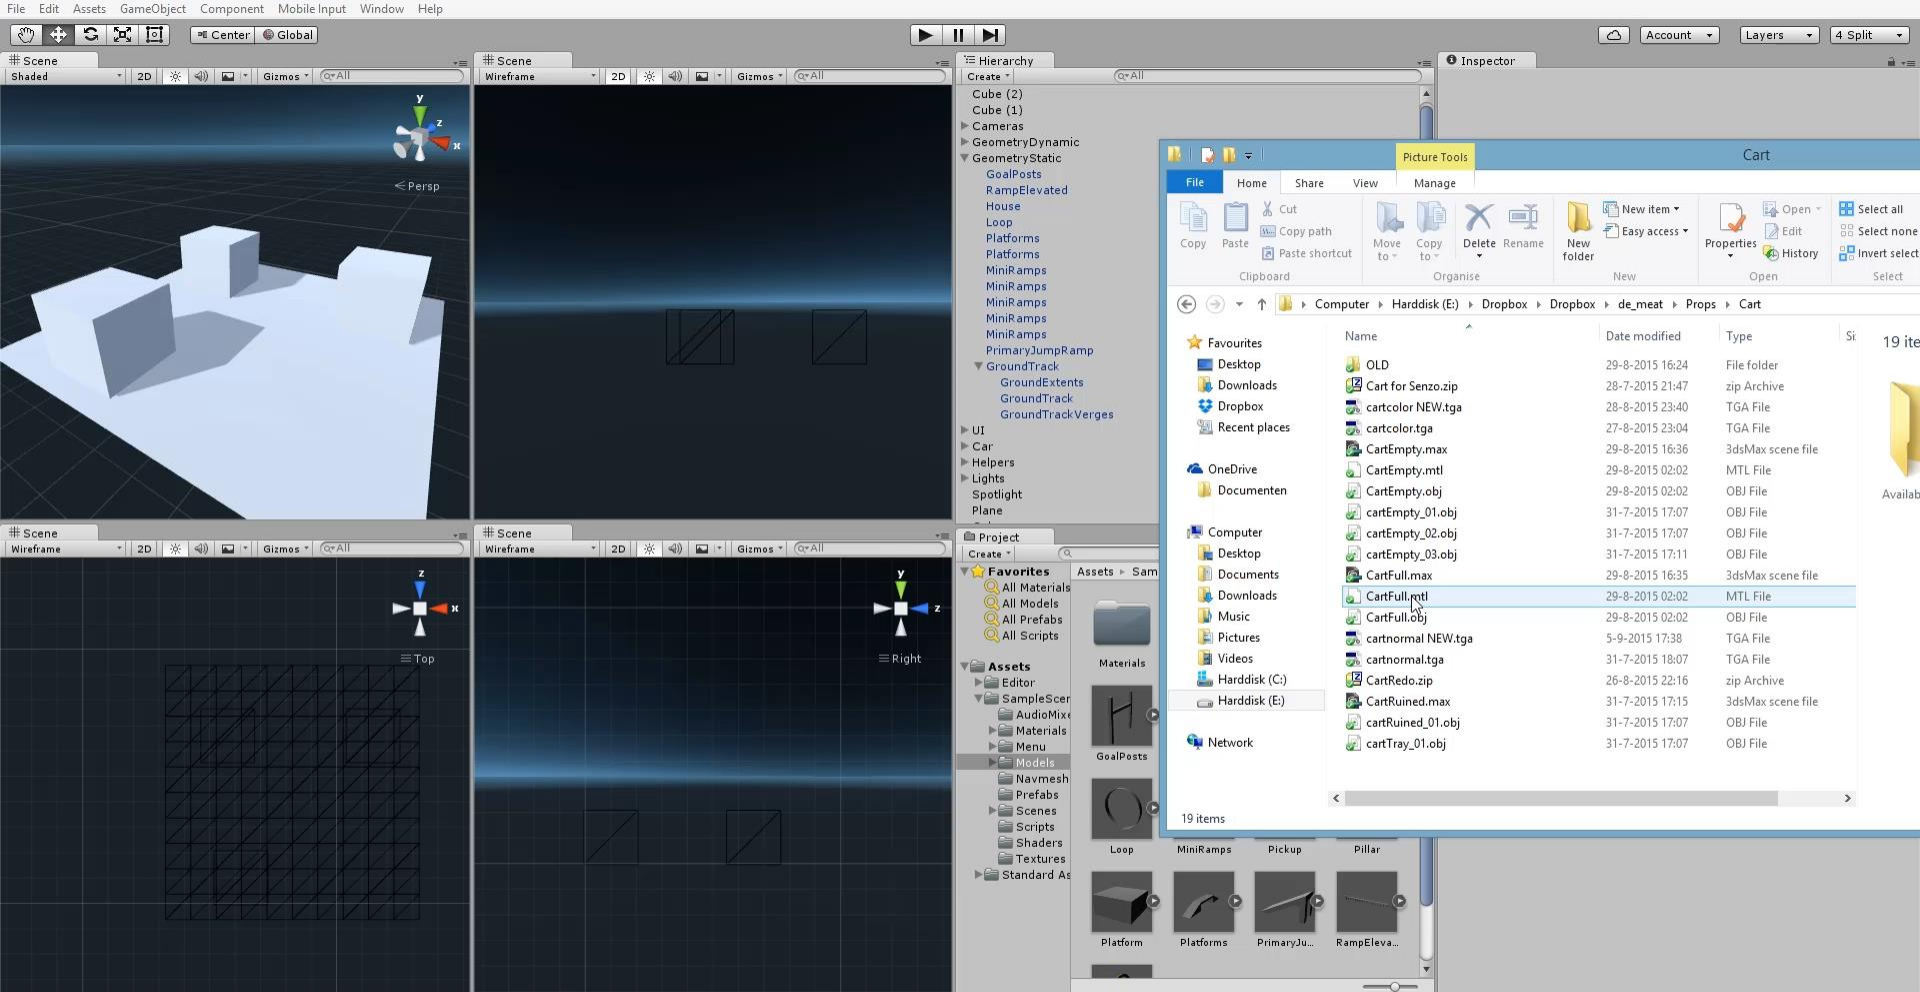 File Edit Assets GameObject Component Mobile Input Window Help
Center Global Account Layers 4 Split
Scene Scene Hierarchy Inspector
Shaded 2D Gizmos All Wireframe 2D Gizmos All Create All
y z x
Persp
Cube (2)
Cube (1)
Cameras
GeometryDynamic
GeometryStatic
GoalPosts
RampElevated
House
Loop
Platforms
Platforms
MiniRamps
MiniRamps
MiniRamps
MiniRamps
MiniRamps
PrimaryJumpRamp
GroundTrack
GroundExtents
GroundTrack
GroundTrackVerges
UI
Car
Helpers
Lights
Spotlight
Plane
Scene Scene
Wireframe 2D Gizmos All Wireframe 2D Gizmos All
z x
Top
y z
Right
Project
Create
Favorites
All Materials
All Models
All Prefabs
All Scripts
Assets
Editor
SampleScer
AudioMixe
Materials
Menu
Models
Navmesh
Prefabs
Scenes
Scripts
Shaders
Textures
Standard As
Assets Sam
Materials
GoalPosts
Loop MiniRamps Pickup Pillar
Platform Platforms PrimaryJu... RampEleva...
Picture Tools Cart
File Home Share View Manage
Copy Paste Cut Copy path Paste shortcut
Clipboard
Move to Copy to Delete Rename
Organise
New folder New item Easy access
New
Properties Open Edit History
Open
Select all
Select none
Invert select
Select
Computer Harddisk (E:) Dropbox Dropbox de_meat Props Cart
Favourites
Desktop
Downloads
Dropbox
Recent places
OneDrive
Documenten
Computer
Desktop
Documents
Downloads
Music
Pictures
Videos
Harddisk (C:)
Harddisk (E:)
Network
Name Date modified Type Si
OLD 29-8-2015 16:24 File folder
Cart for Senzo.zip 28-7-2015 21:47 zip Archive
cartcolor NEW.tga 28-8-2015 23:40 TGA File
cartcolor.tga 27-8-2015 23:04 TGA File
CartEmpty.max 29-8-2015 16:36 3dsMax scene file
CartEmpty.mtl 29-8-2015 02:02 MTL File
CartEmpty.obj 29-8-2015 02:02 OBJ File
cartEmpty_01.obj 31-7-2015 17:07 OBJ File
cartEmpty_02.obj 31-7-2015 17:07 OBJ File
cartEmpty_03.obj 31-7-2015 17:11 OBJ File
CartFull.max 29-8-2015 16:35 3dsMax scene file
CartFull.mtl 29-8-2015 02:02 MTL File
CartFull.obj 29-8-2015 02:02 OBJ File
cartnormal NEW.tga 5-9-2015 17:38 TGA File
cartnormal.tga 31-7-2015 18:07 TGA File
CartRedo.zip 26-8-2015 22:16 zip Archive
CartRuined.max 31-7-2015 17:15 3dsMax scene file
cartRuined_01.obj 31-7-2015 17:07 OBJ File
cartTray_01.obj 31-7-2015 17:07 OBJ File
19 ite
Availab
19 items